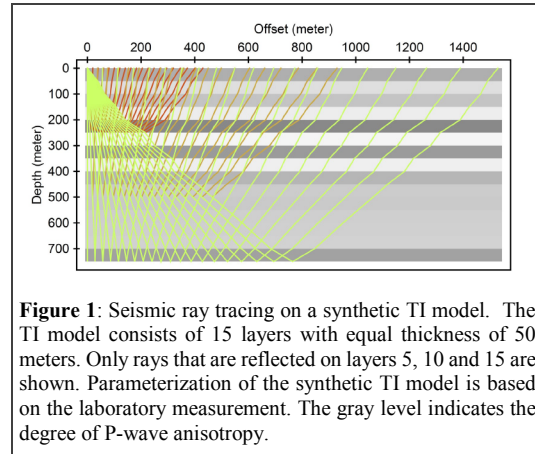 Offset (meter)
0 200 400 600 800 1000 1200 1400
Depth (meter)
0
100
200
300
400
500
600
700
Figure 1: Seismic ray tracing on a synthetic TI model. The
TI model consists of 15 layers with equal thickness of 50
meters. Only rays that are reflected on layers 5, 10 and 15 are
shown. Parameterization of the synthetic TI model is based
on the laboratory measurement. The gray level indicates the
degree of P-wave anisotropy.